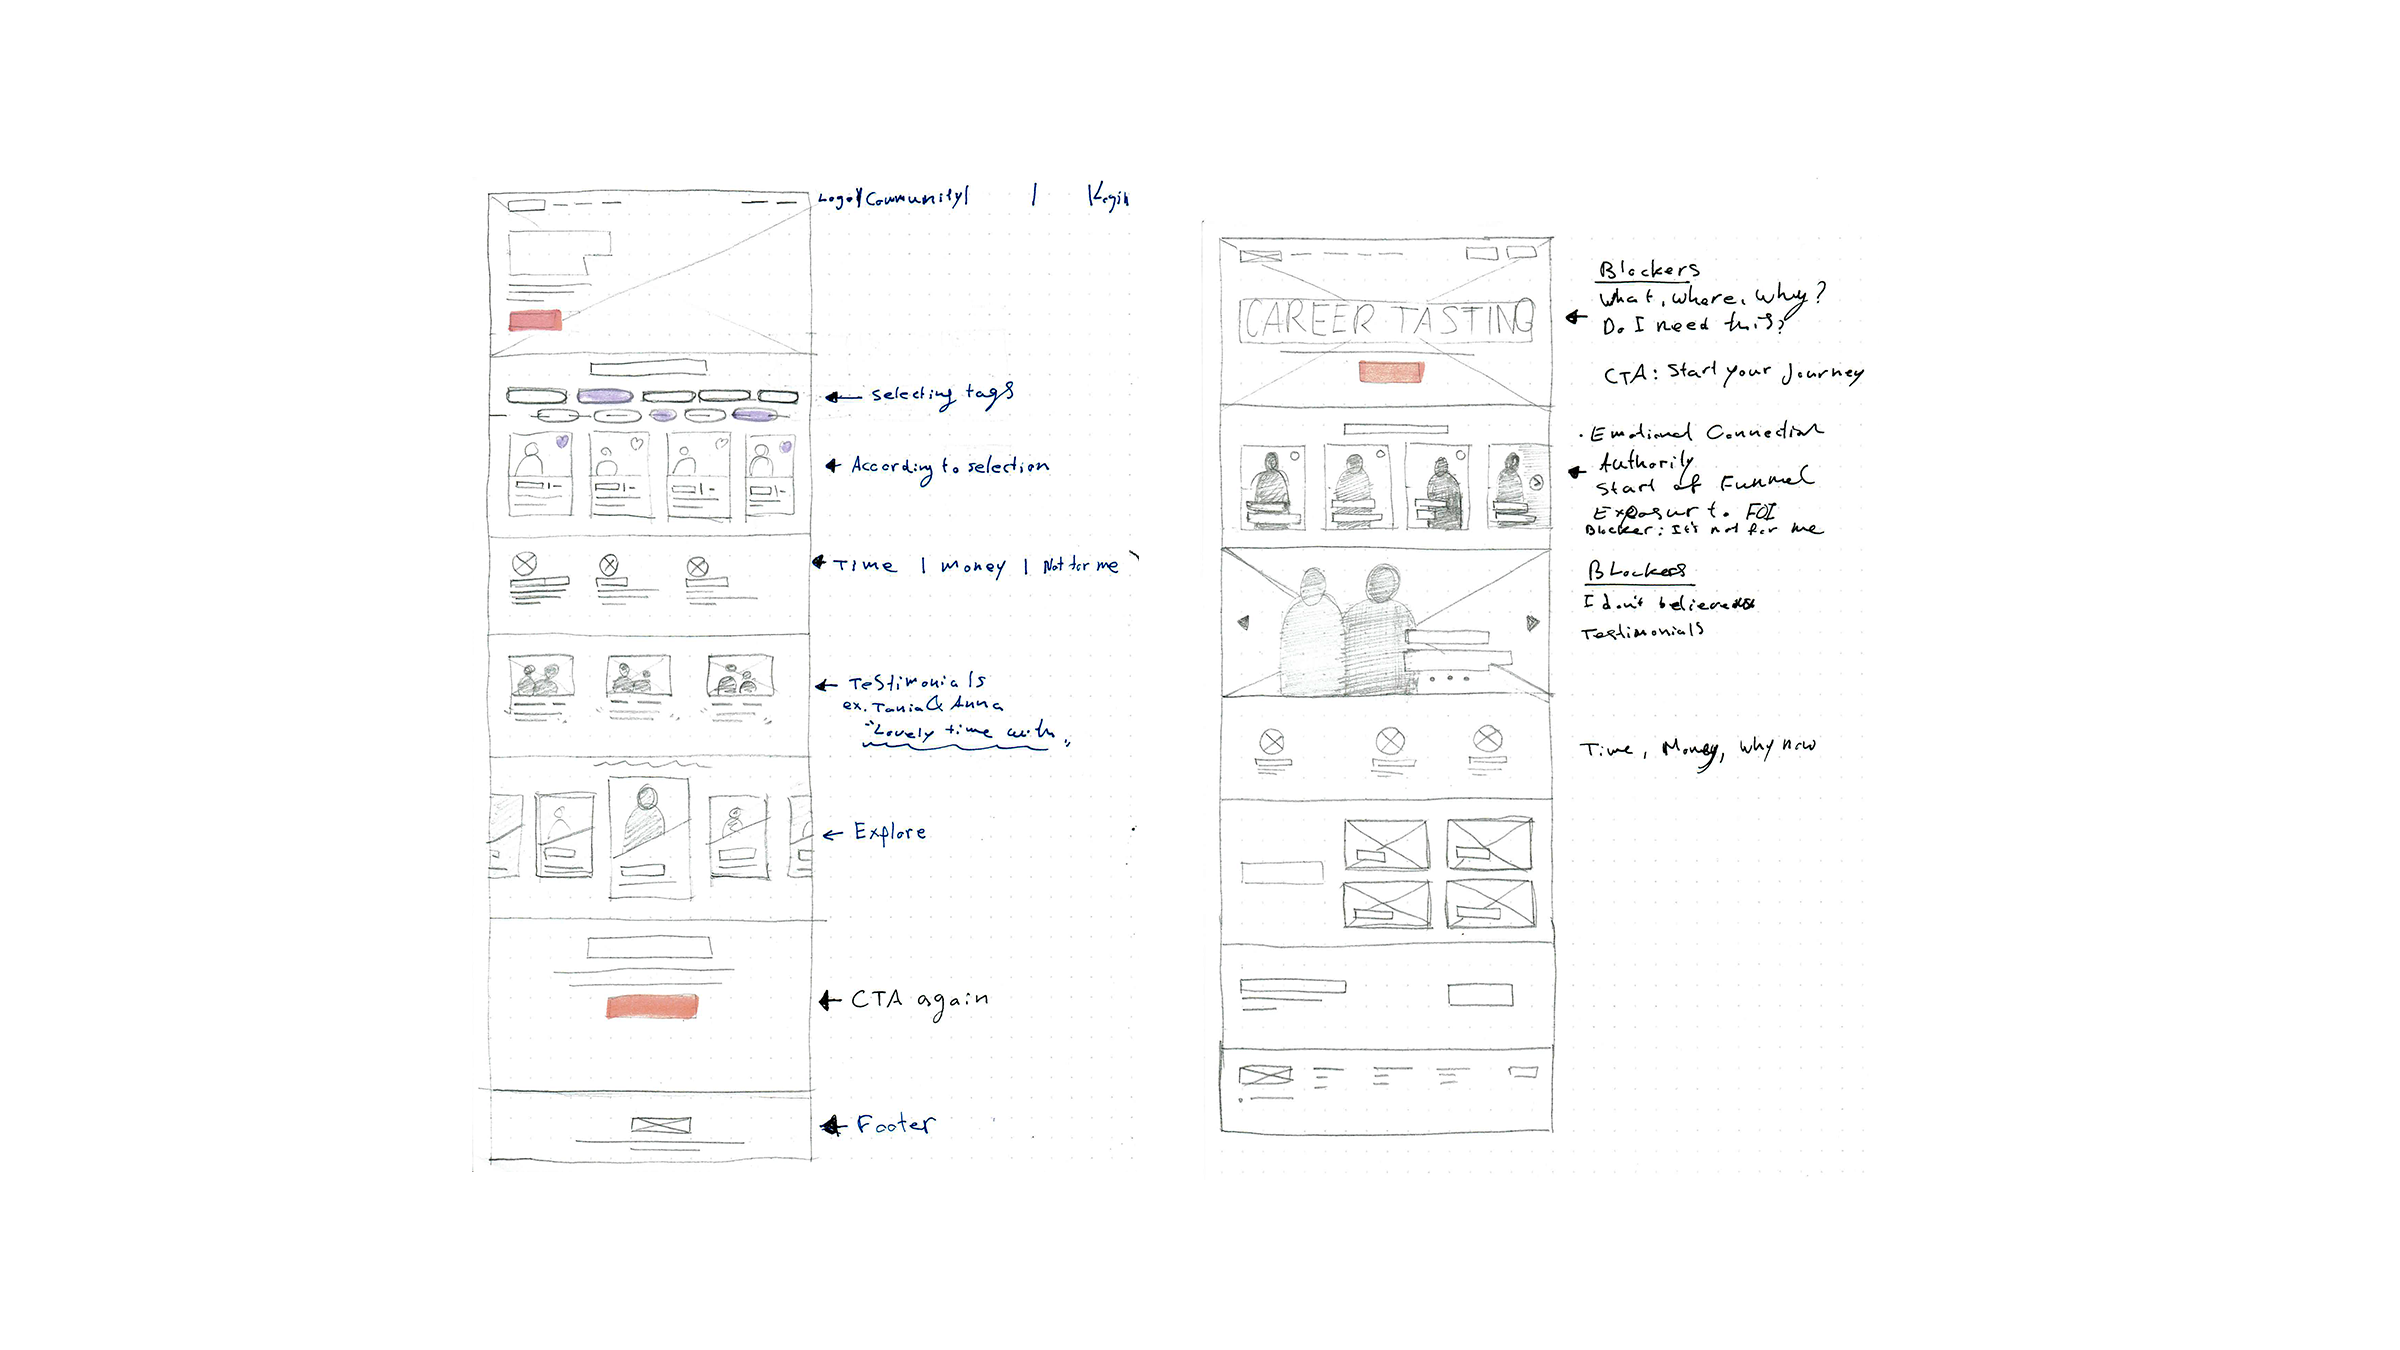 Logo | Community | | Login
selecting tags
According to selection
Time | money | Not for me
Testimonials
ex. Tania & Anna
"Lovely time with,,
Explore
CTA again
Footer
CAREER TASTING
Blockers
What, where, why?
Do I need this?
CTA: Start your Journey
• Emotional Connection
Authority
Start of Funnel
Exposur to FOI
Blocker: It's not for me
Blockers
I don't believe
Testimonials
Time, Money, why now